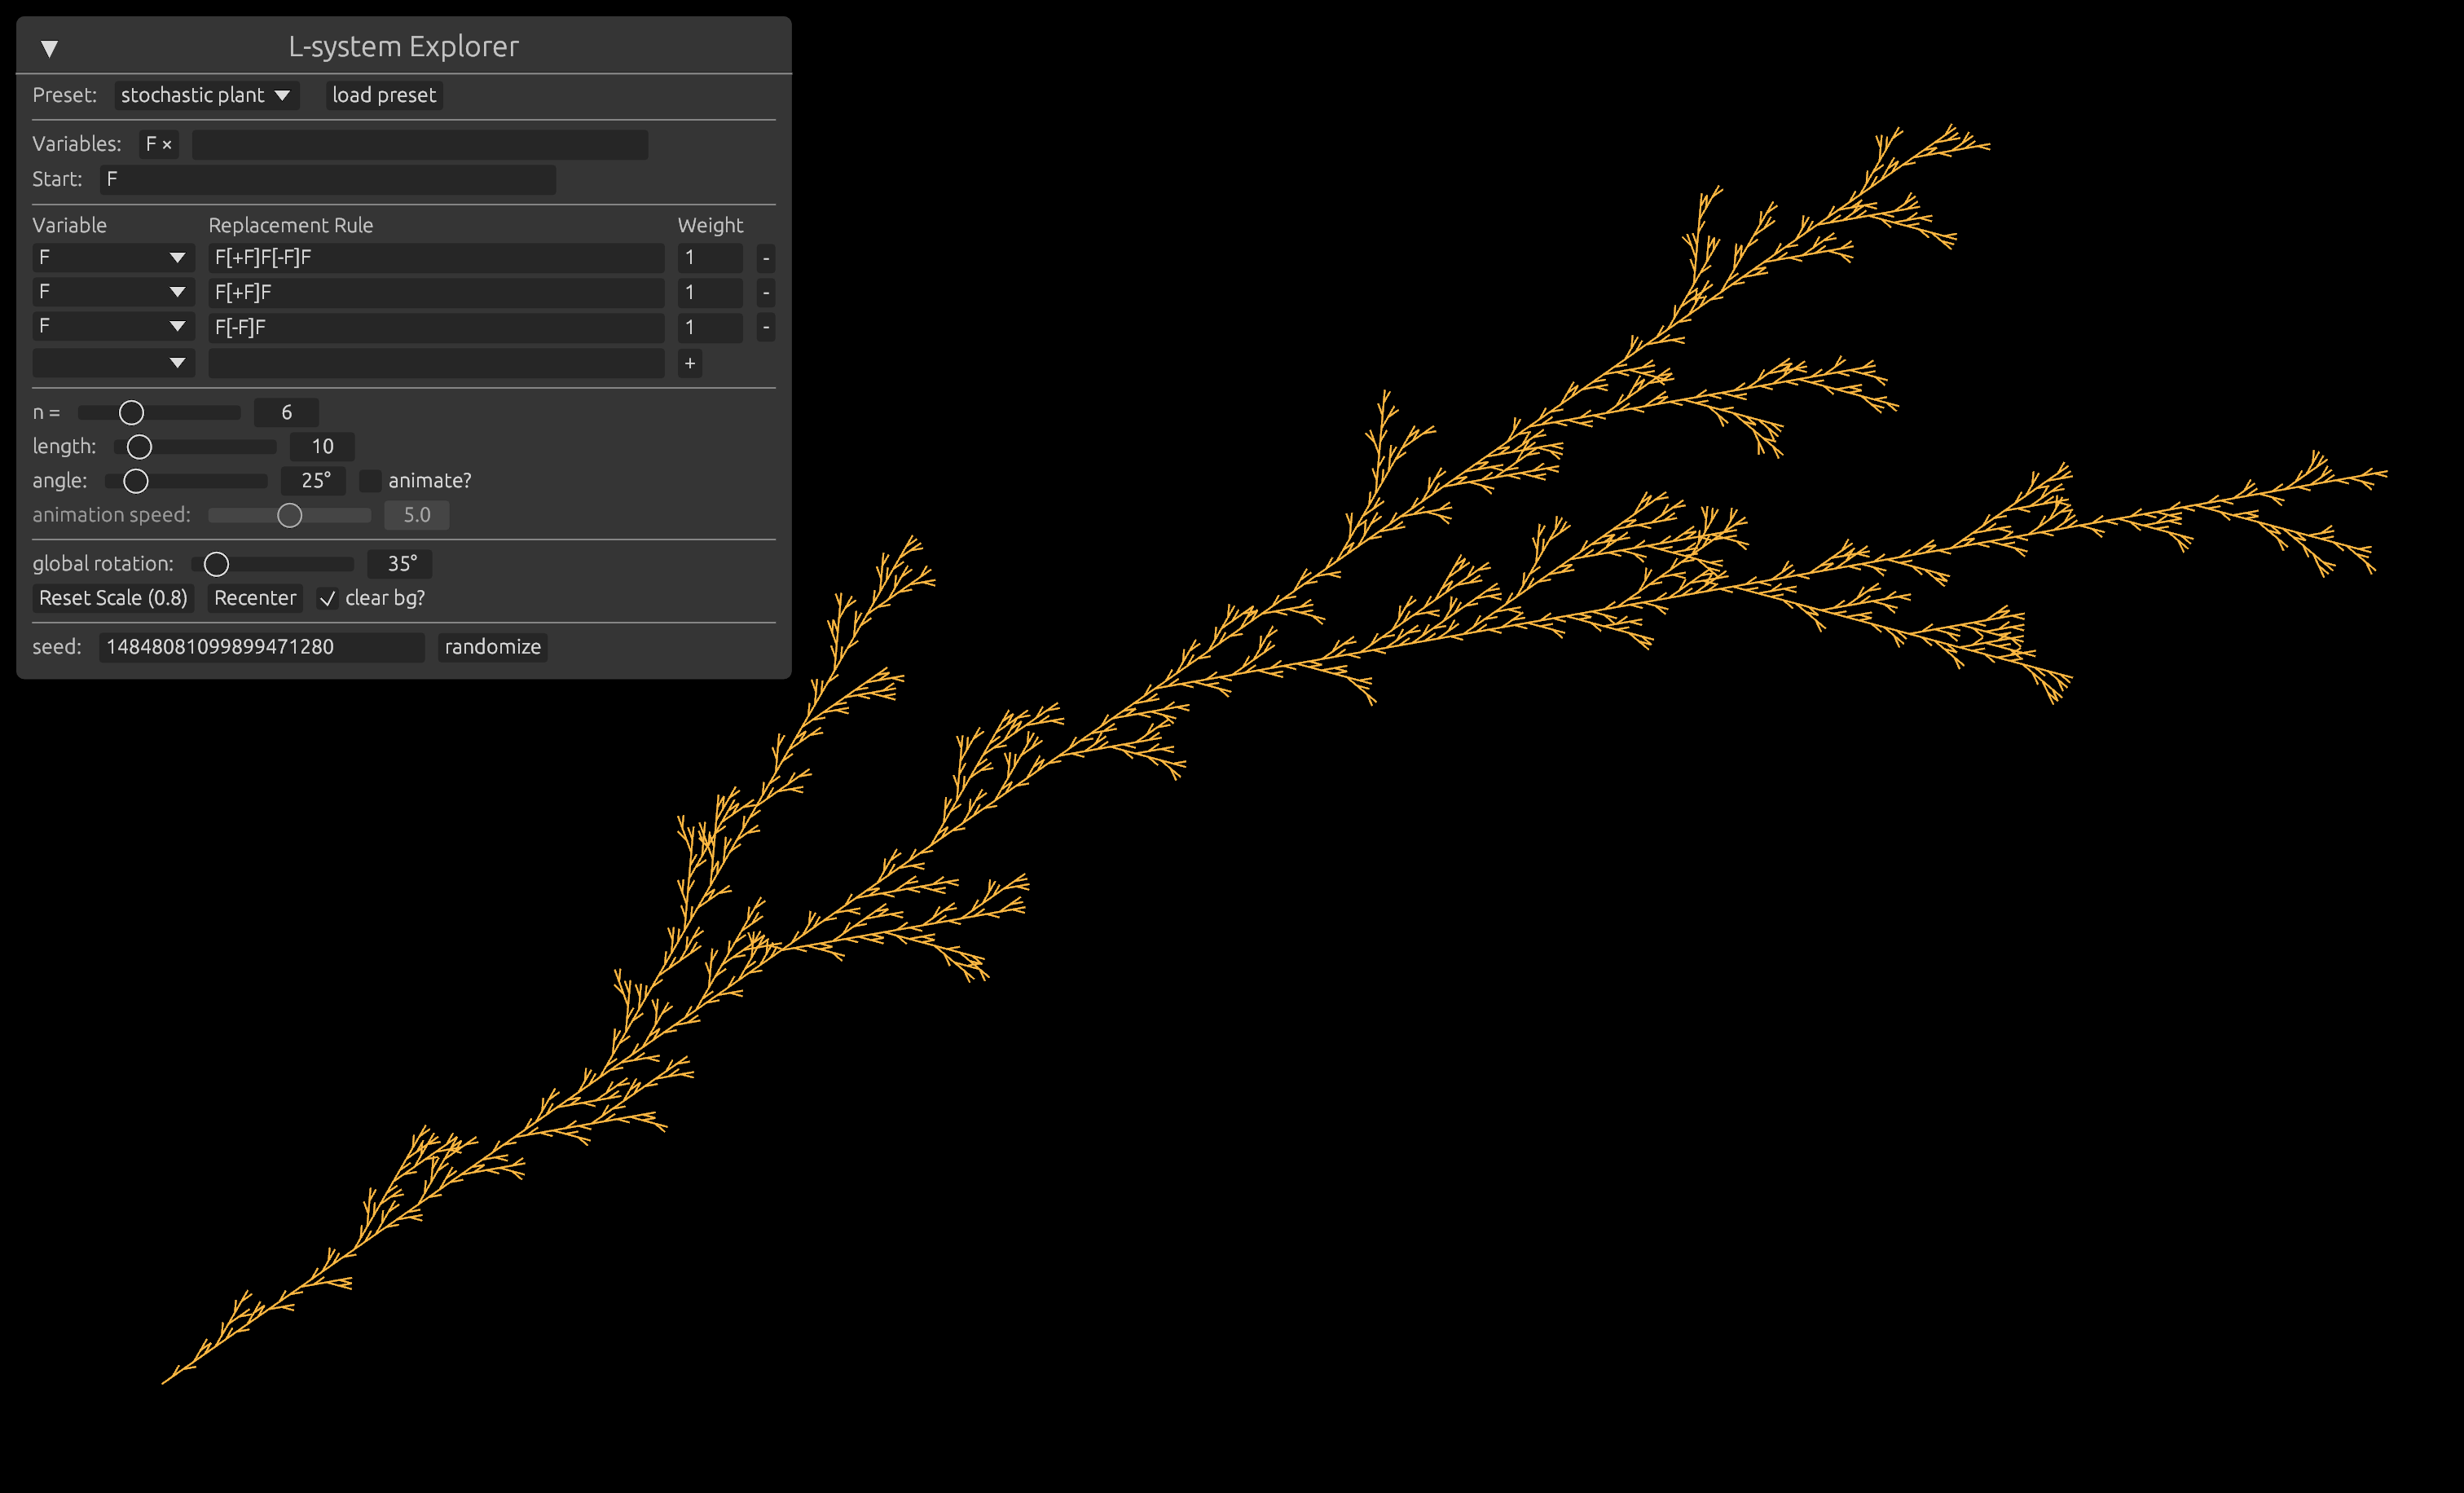 L-system Explorer
Preset: stochastic plant load preset
Variables: F ×
Start: F
Variable Replacement Rule Weight
F F[+F]F[-F]F 1 -
F F[+F]F 1 -
F F[-F]F 1 -
+
n = 6
length: 10
angle: 25° animate?
animation speed: 5.0
global rotation: 35°
Reset Scale (0.8) Recenter clear bg?
seed: 14848081099899471280 randomize